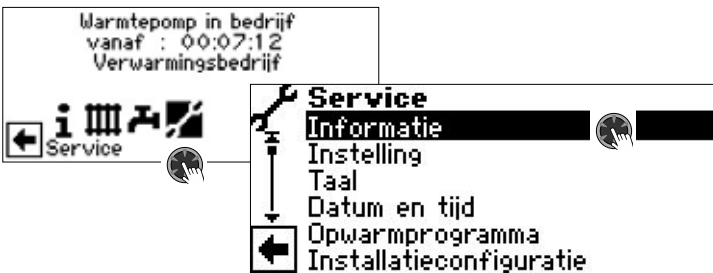 Warmtepomp in bedrijf
vanaf : 00:07:12
Verwarmingsbedrijf
Service
Service
Informatie
Instelling
Taal
Datum en tijd
Opwarmprogramma
Installatieconfiguratie